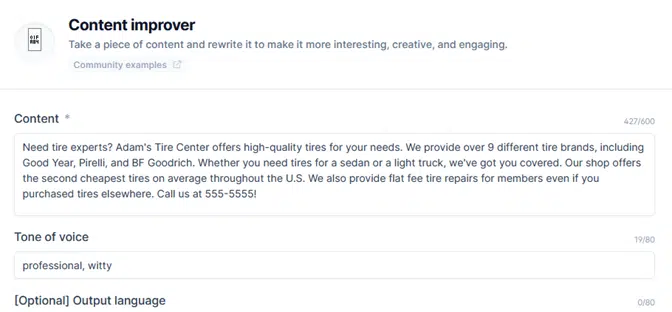 Content improver
Take a piece of content and rewrite it to make it more interesting, creative, and engaging.
Community examples
Content *
427/600
Need tire experts? Adam's Tire Center offers high-quality tires for your needs. We provide over 9 different tire brands, including
Good Year, Pirelli, and BF Goodrich. Whether you need tires for a sedan or a light truck, we've got you covered. Our shop offers
the second cheapest tires on average throughout the U.S. We also provide flat fee tire repairs for members even if you
purchased tires elsewhere. Call us at 555-5555!
Tone of voice
19/80
professional, witty
[Optional] Output language
0/80